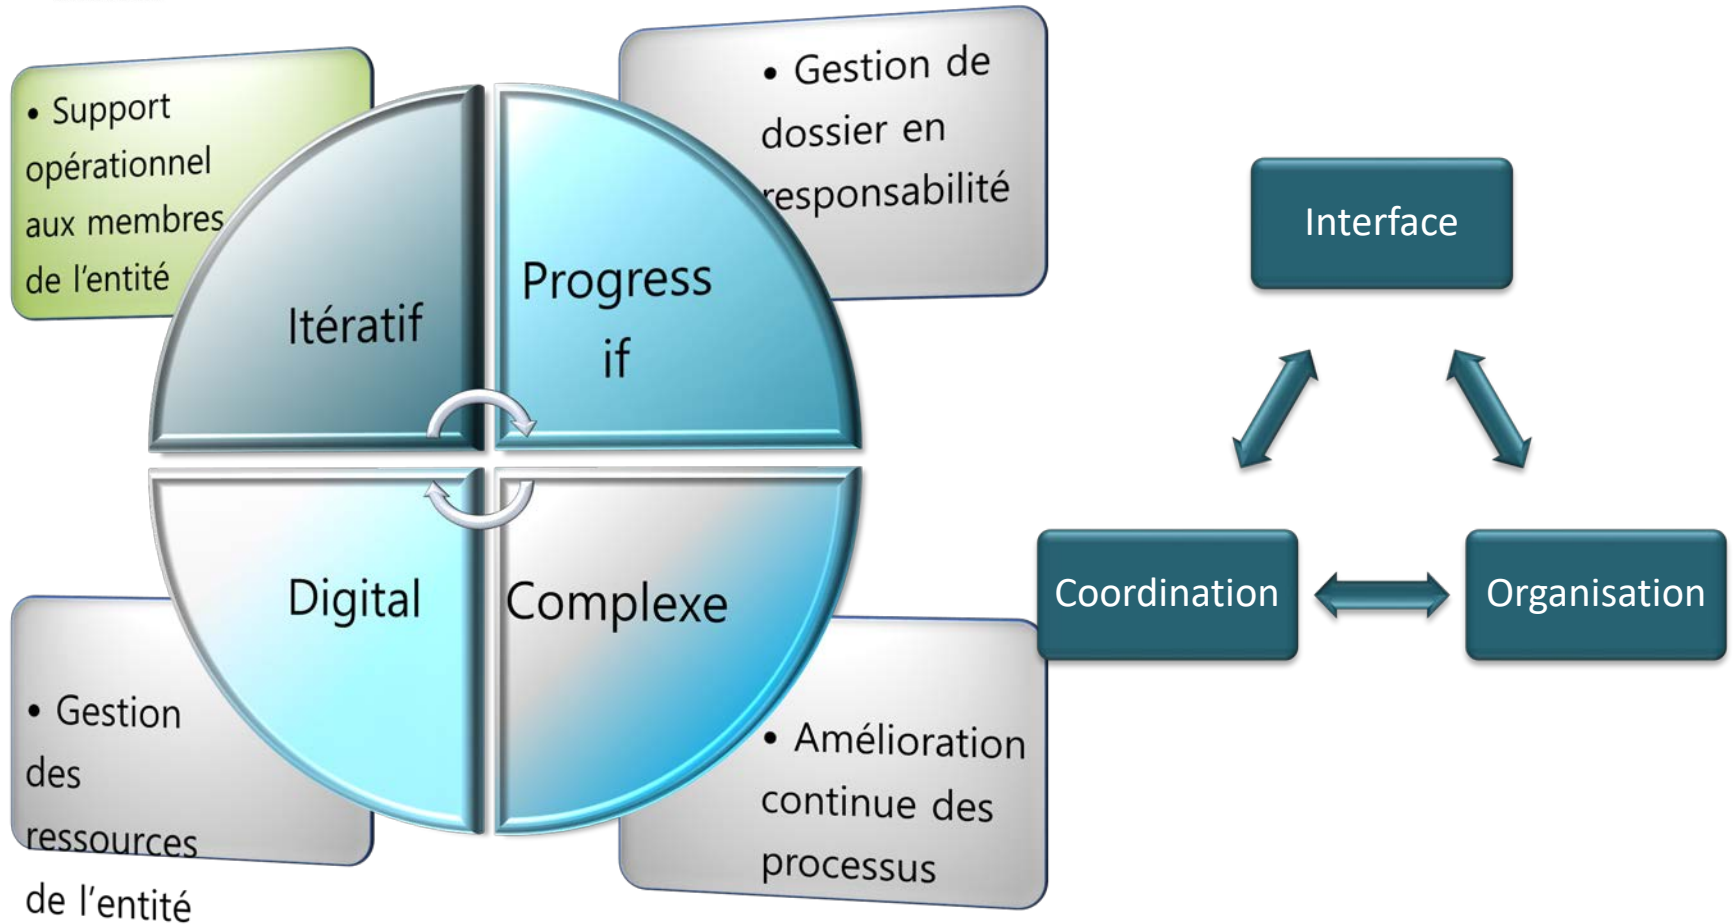 • Support
opérationnel
aux membres
de l'entité
• Gestion de
dossier en
responsabilité
Itératif
Progress
if
Digital
Complexe
• Gestion
des
ressources
de l'entité
• Amélioration
continue des
processus
Interface
Coordination
Organisation